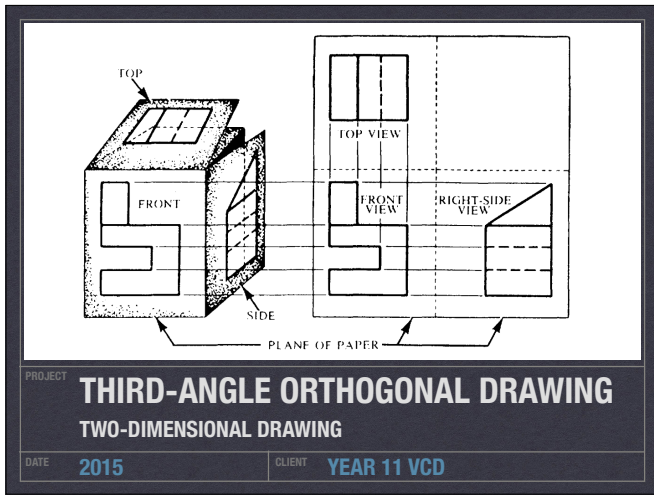 TOP
TOP VIEW
FRONT
FRONT
VIEW
RIGHT-SIDE
VIEW
SIDE
PLANE OF PAPER
PROJECT
THIRD-ANGLE ORTHOGONAL DRAWING
TWO-DIMENSIONAL DRAWING
DATE
2015
CLIENT
YEAR 11 VCD